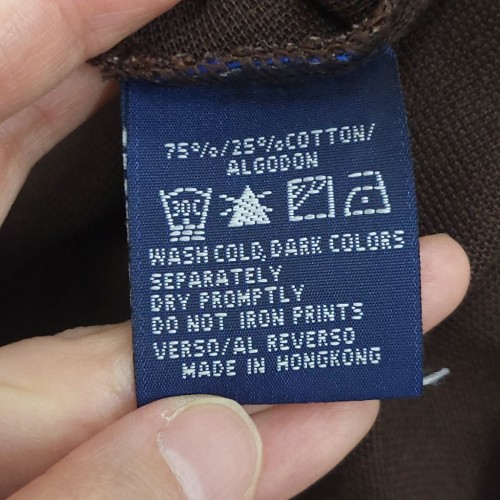 75%/25%COTTON/
ALGODON
30C
WASH COLD, DARK COLORS
SEPARATELY
DRY PROMPTLY
DO NOT IRON PRINTS
VERSO/AL REVERSO
MADE IN HONGKONG